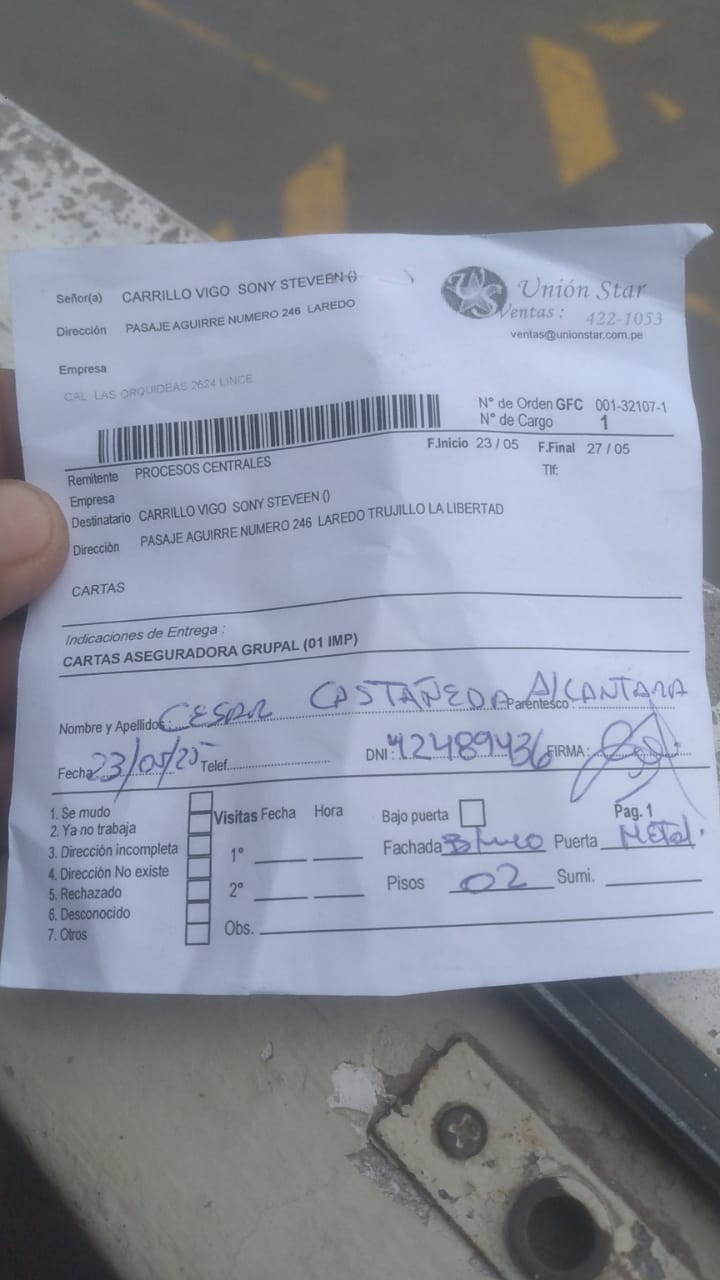 Señor(a) CARRILLO VIGO SONY STEVEEN ()
Dirección PASAJE AGUIRRE NUMERO 246 LAREDO
Unión Star
Ventas : 422-1053
ventas@unionstar.com.pe
Empresa
CAL LAS ORQUIDEAS 2624 LINCE
N° de Orden GFC 001-32107-1
N° de Cargo 1
F.Inicio 23 / 05 F.Final 27 / 05
Remitente PROCESOS CENTRALES
Tlf:
Empresa
Destinatario CARRILLO VIGO SONY STEVEEN ()
Dirección PASAJE AGUIRRE NUMERO 246 LAREDO TRUJILLO LA LIBERTAD
CARTAS
Indicaciones de Entrega :
CARTAS ASEGURADORA GRUPAL (01 IMP)
Nombre y Apellidos: CESAR CASTAÑEDA ALCANTARA Parentesco:
Fecha 23/05/25 Telef. DNI: 42489436 FIRMA:
1. Se mudo
2. Ya no trabaja
3. Dirección incompleta
4. Dirección No existe
5. Rechazado
6. Desconocido
7. Otros
Visitas Fecha Hora
1°
2°
Obs.
Bajo puerta Pag. 1
Fachada Puerta Metal.
Pisos 02 Sumi.